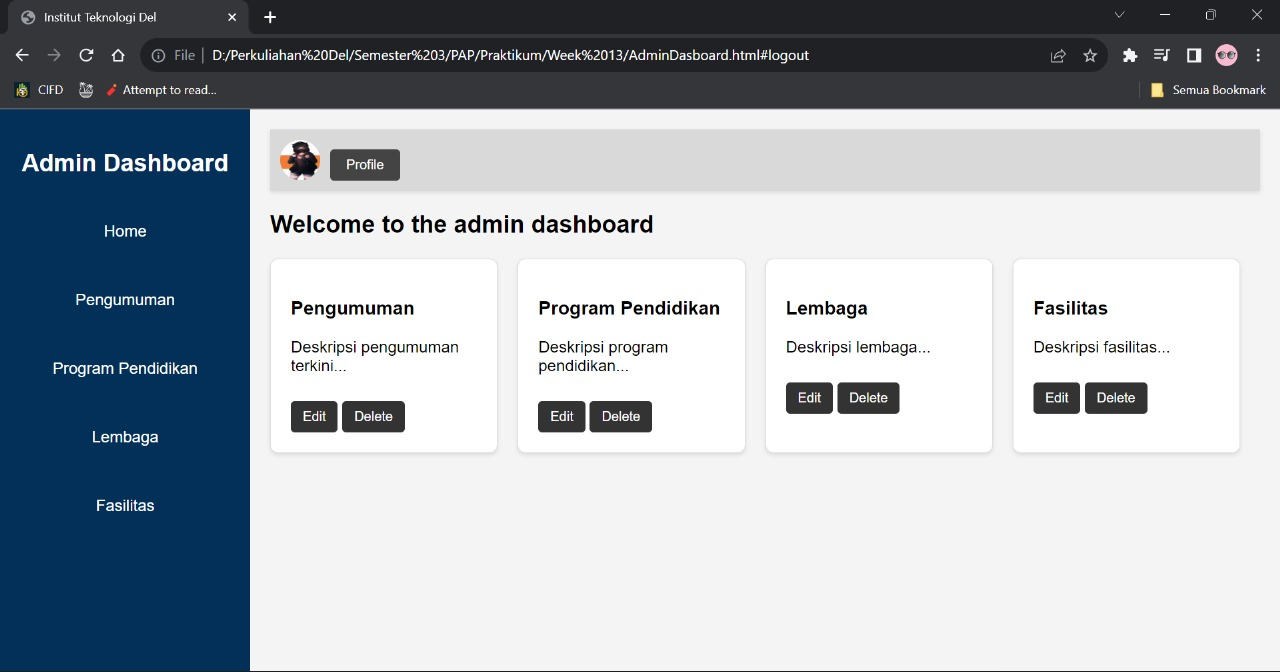 Institut Teknologi Del
File
D:/Perkuliahan%20Del/Semester%203/PAP/Praktikum/Week%2013/AdminDasboard.html#logout
CIFD
Attempt to read...
Semua Bookmark
Admin Dashboard
Home
Pengumuman
Program Pendidikan
Lembaga
Fasilitas
Profile
Welcome to the admin dashboard
Pengumuman
Deskripsi pengumuman
terkini...
Edit Delete
Program Pendidikan
Deskripsi program
pendidikan...
Edit Delete
Lembaga
Deskripsi lembaga...
Edit Delete
Fasilitas
Deskripsi fasilitas...
Edit Delete